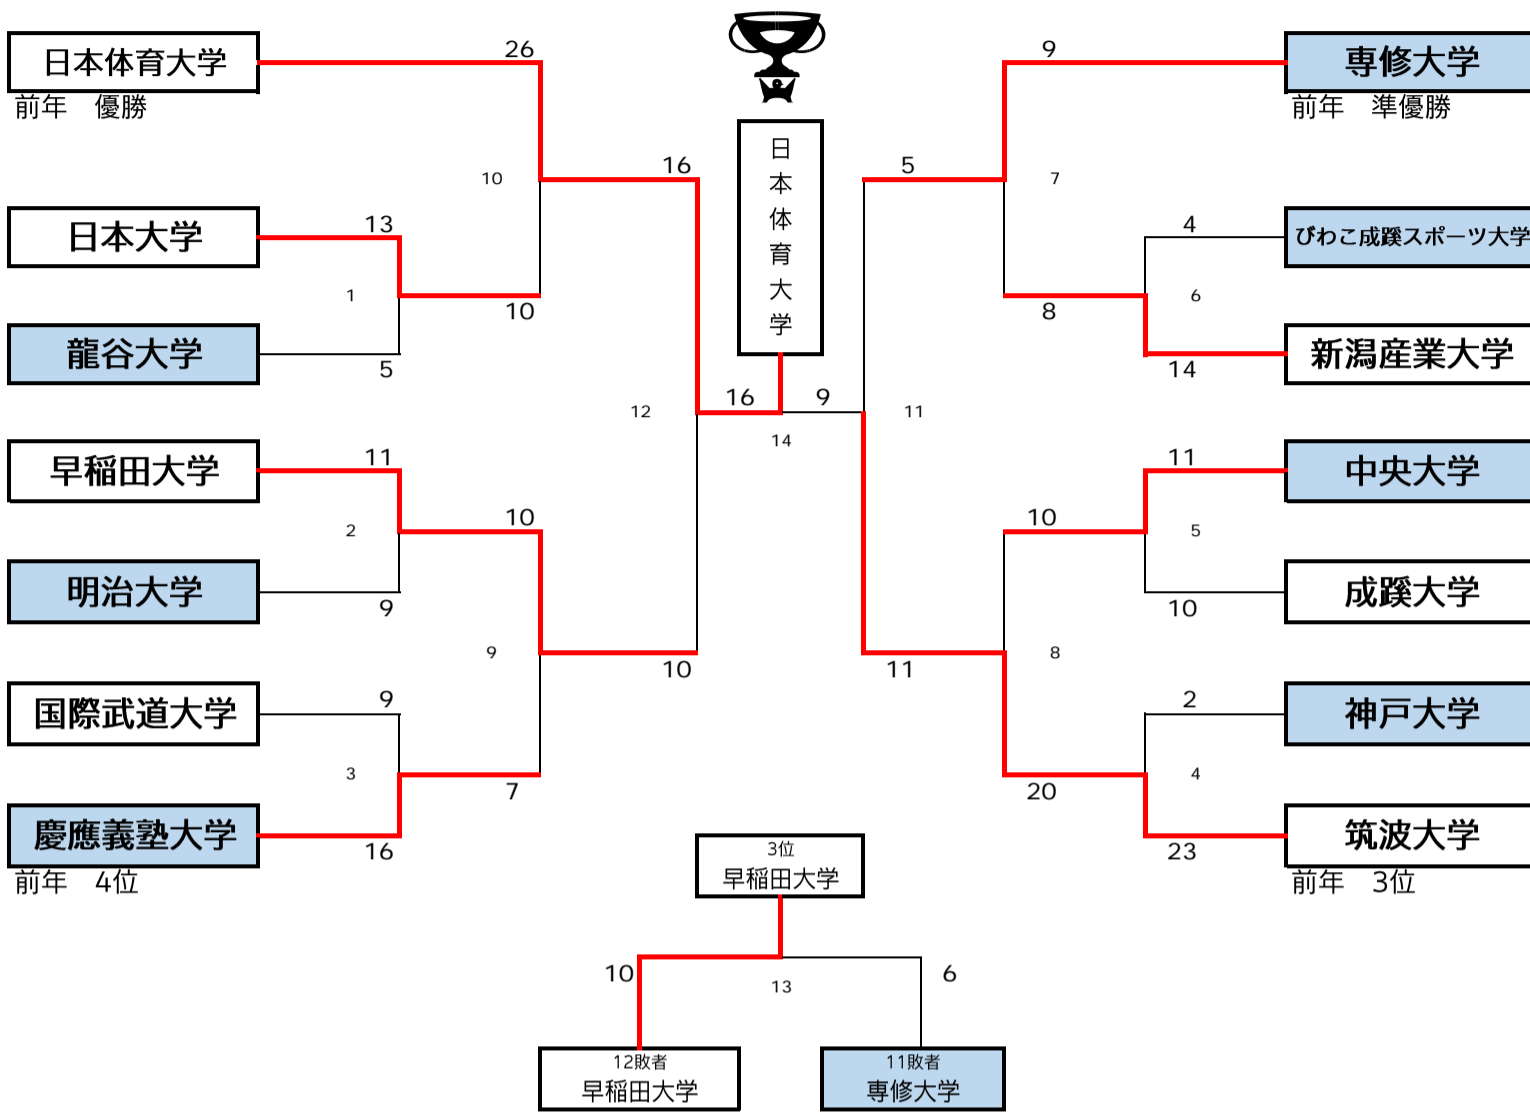 26
9
日本体育大学
専修大学
前年 優勝
前年 準優勝
日本体育大学
16
5
10
7
13
4
日本大学
びわこ成蹊スポーツ大学
1
6
10
8
龍谷大学
新潟産業大学
5
14
16
9
12
11
14
11
11
早稲田大学
中央大学
10
10
2
5
明治大学
成蹊大学
9
10
9
8
10
11
9
2
国際武道大学
神戸大学
3
4
7
20
慶應義塾大学
筑波大学
16
23
前年 4位
前年 3位
3位
早稲田大学
10
6
13
12敗者
早稲田大学
11敗者
専修大学